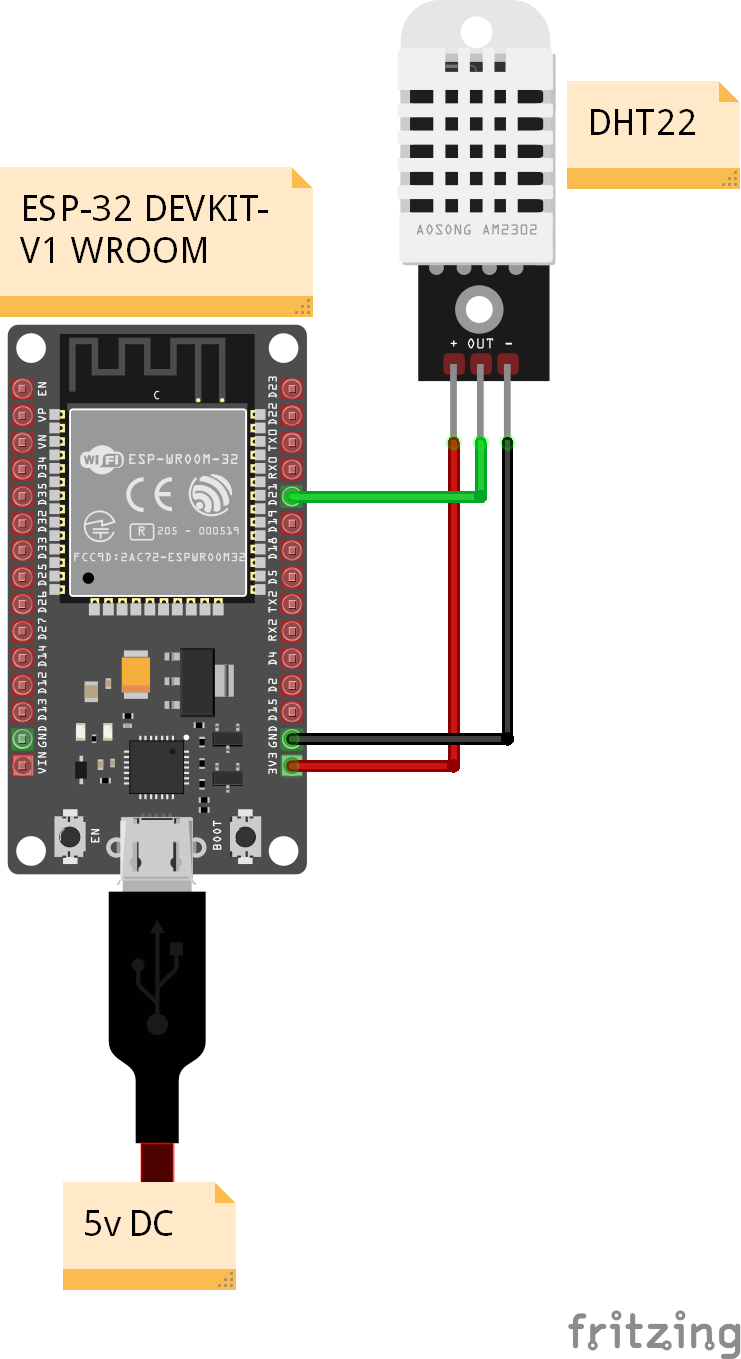 DHT22
ESP-32 DEVKIT-
V1 WROOM
AOSONG AM2302
+ OUT -
C
EN
VP
VN
D34
D35
D32
D33
D25
D26
D27
D14
D12
D13
GND
VIN
D23
D22
TX0
RX0
D21
D19
D18
D5
TX2
RX2
D4
D2
D15
GND
3V3
WiFi ESP-WROOM-32
CE
R 205 - 000519
FCC9D:2AC72-ESPWROOM32
EN
BOOT
5v DC
fritzing